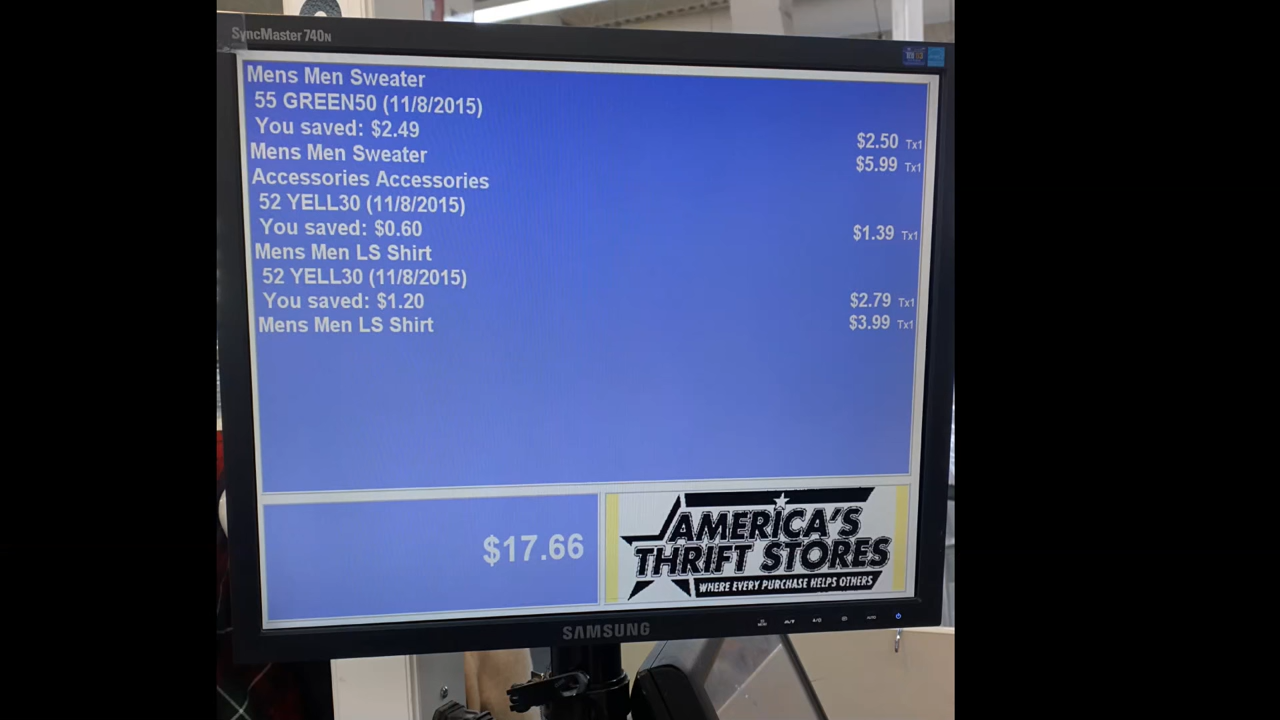 SyncMaster 740N
Mens Men Sweater
55 GREEN50 (11/8/2015)
You saved: $2.49
$2.50 Tx1
Mens Men Sweater
$5.99 Tx1
Accessories Accessories
52 YELL30 (11/8/2015)
You saved: $0.60
$1.39 Tx1
Mens Men LS Shirt
52 YELL30 (11/8/2015)
You saved: $1.20
$2.79 Tx1
Mens Men LS Shirt
$3.99 Tx1
$17.66
AMERICA'S
THRIFT STORES
WHERE EVERY PURCHASE HELPS OTHERS
SAMSUNG